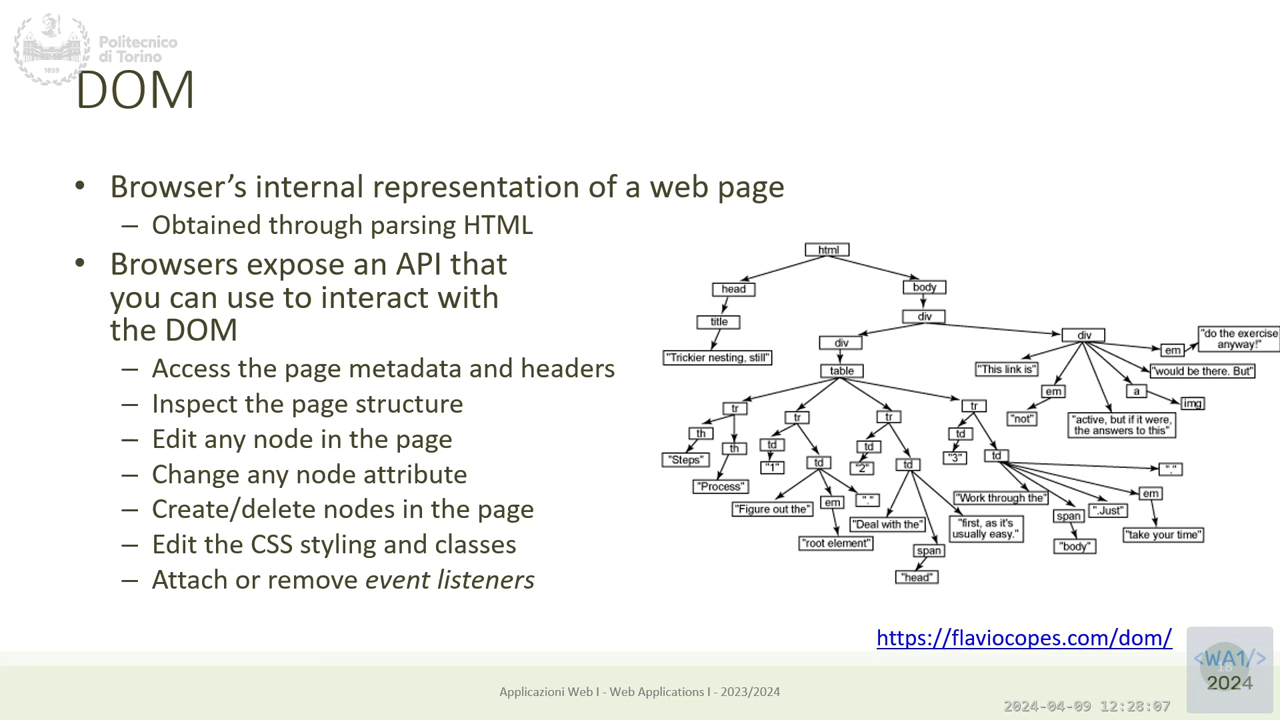 Politecnico
di Torino
1859
DOM
• Browser’s internal representation of a web page
– Obtained through parsing HTML
• Browsers expose an API that
you can use to interact with
the DOM
– Access the page metadata and headers
– Inspect the page structure
– Edit any node in the page
– Change any node attribute
– Create/delete nodes in the page
– Edit the CSS styling and classes
– Attach or remove event listeners
html
head
body
title
div
"Trickier nesting, still"
div
div
table
"This link is"
em
"not"
"active, but if it were,
the answers to this"
a
img
"would be there. But"
em
"do the exercise
anyway!"
tr
tr
tr
tr
th
"Steps"
th
"Process"
td
"1"
td
"Figure out the"
em
"root element"
"."
td
"2"
td
"Deal with the"
span
"head"
"first, as it's
usually easy."
td
"3"
td
"Work through the"
span
"body"
".Just"
em
"take your time"
"."
https://flaviocopes.com/dom/
Applicazioni Web I - Web Applications I - 2023/2024
<WA1/>
2024
2024-04-09 12:28:07